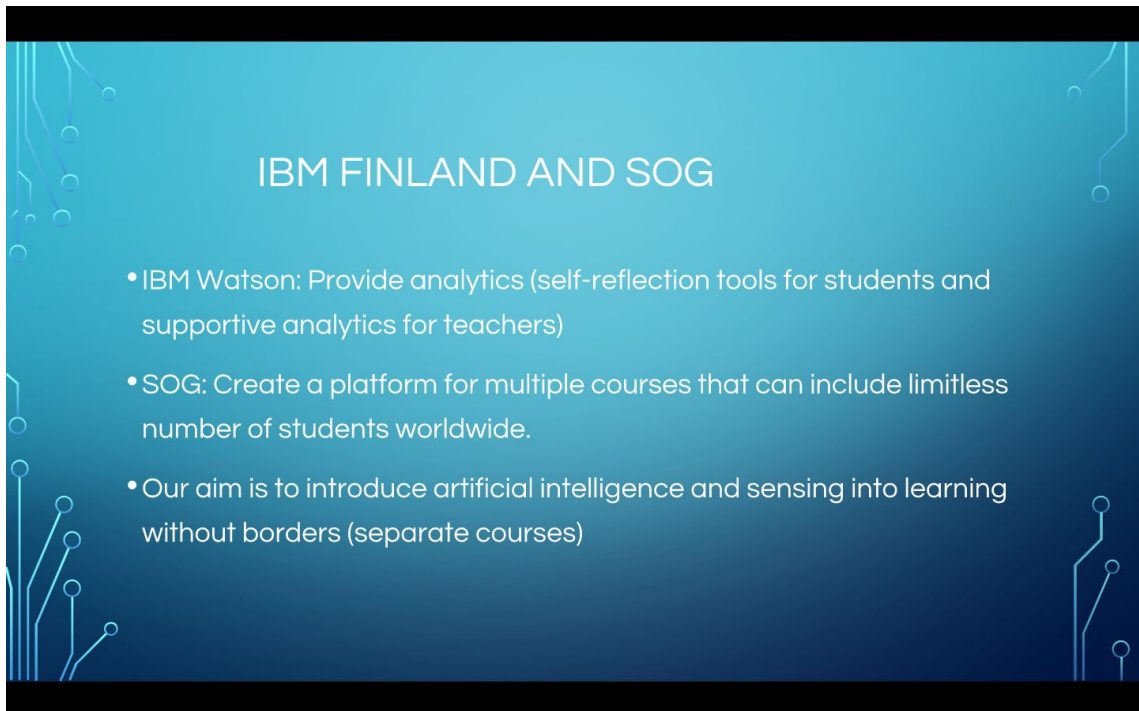 IBM FINLAND AND SOG
•IBM Watson: Provide analytics (self-reflection tools for students and
supportive analytics for teachers)
•SOG: Create a platform for multiple courses that can include limitless
number of students worldwide.
•Our aim is to introduce artificial intelligence and sensing into learning
without borders (separate courses)